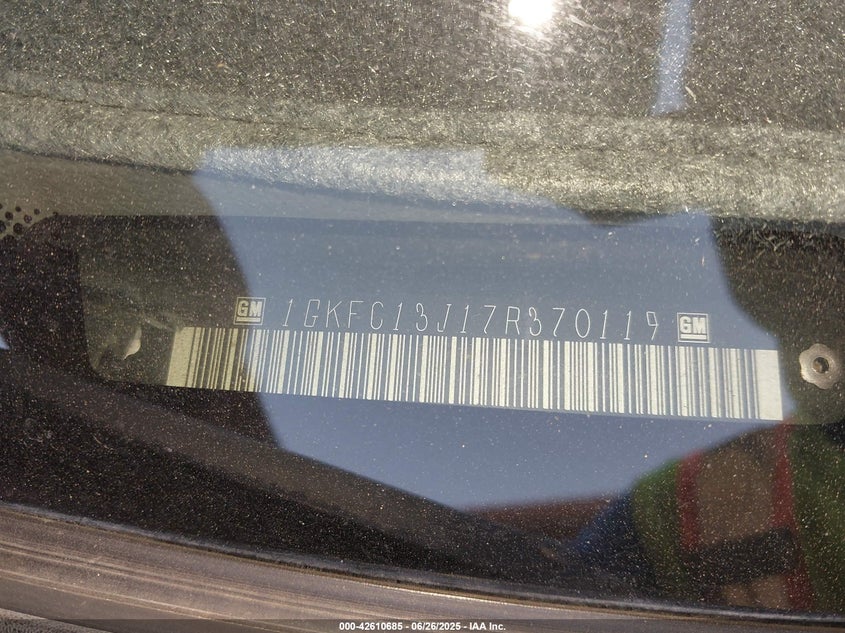 GM 1GKFC13J17R370119 GM
000-42610685 - 06/26/2025 - IAA Inc.